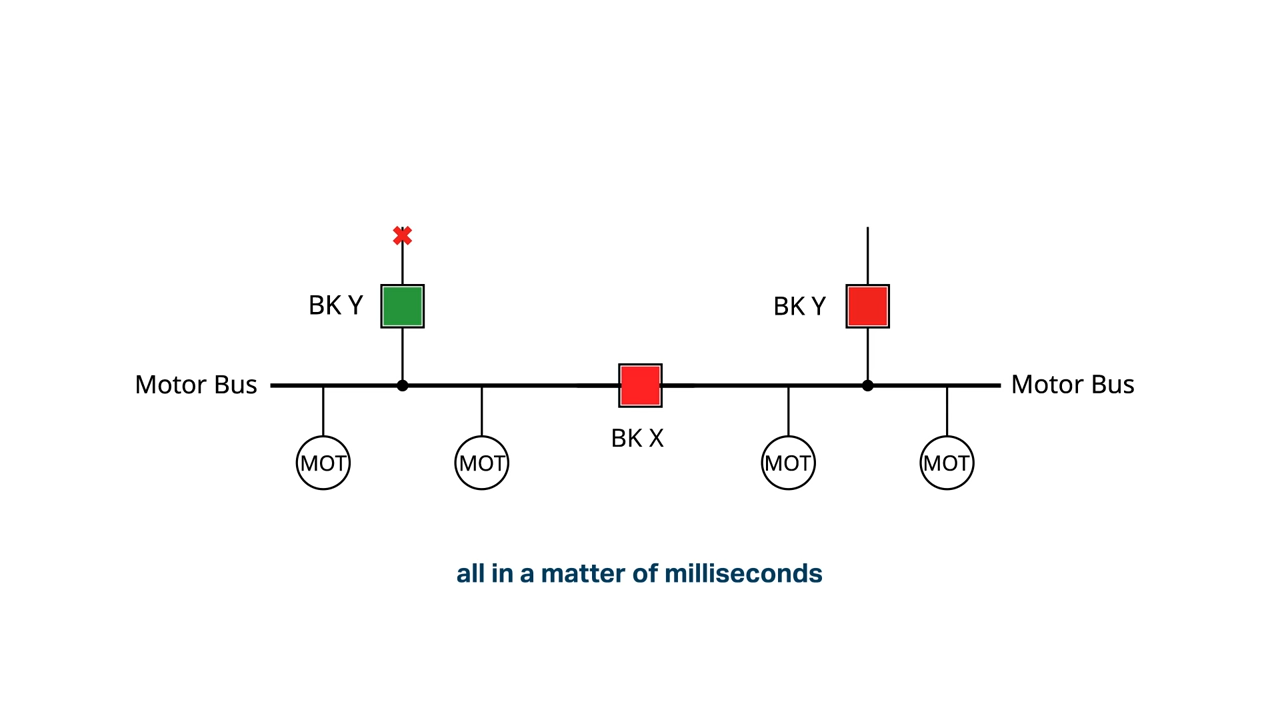 BK Y
BK Y
Motor Bus
Motor Bus
BK X
MOT
MOT
MOT
MOT
all in a matter of milliseconds